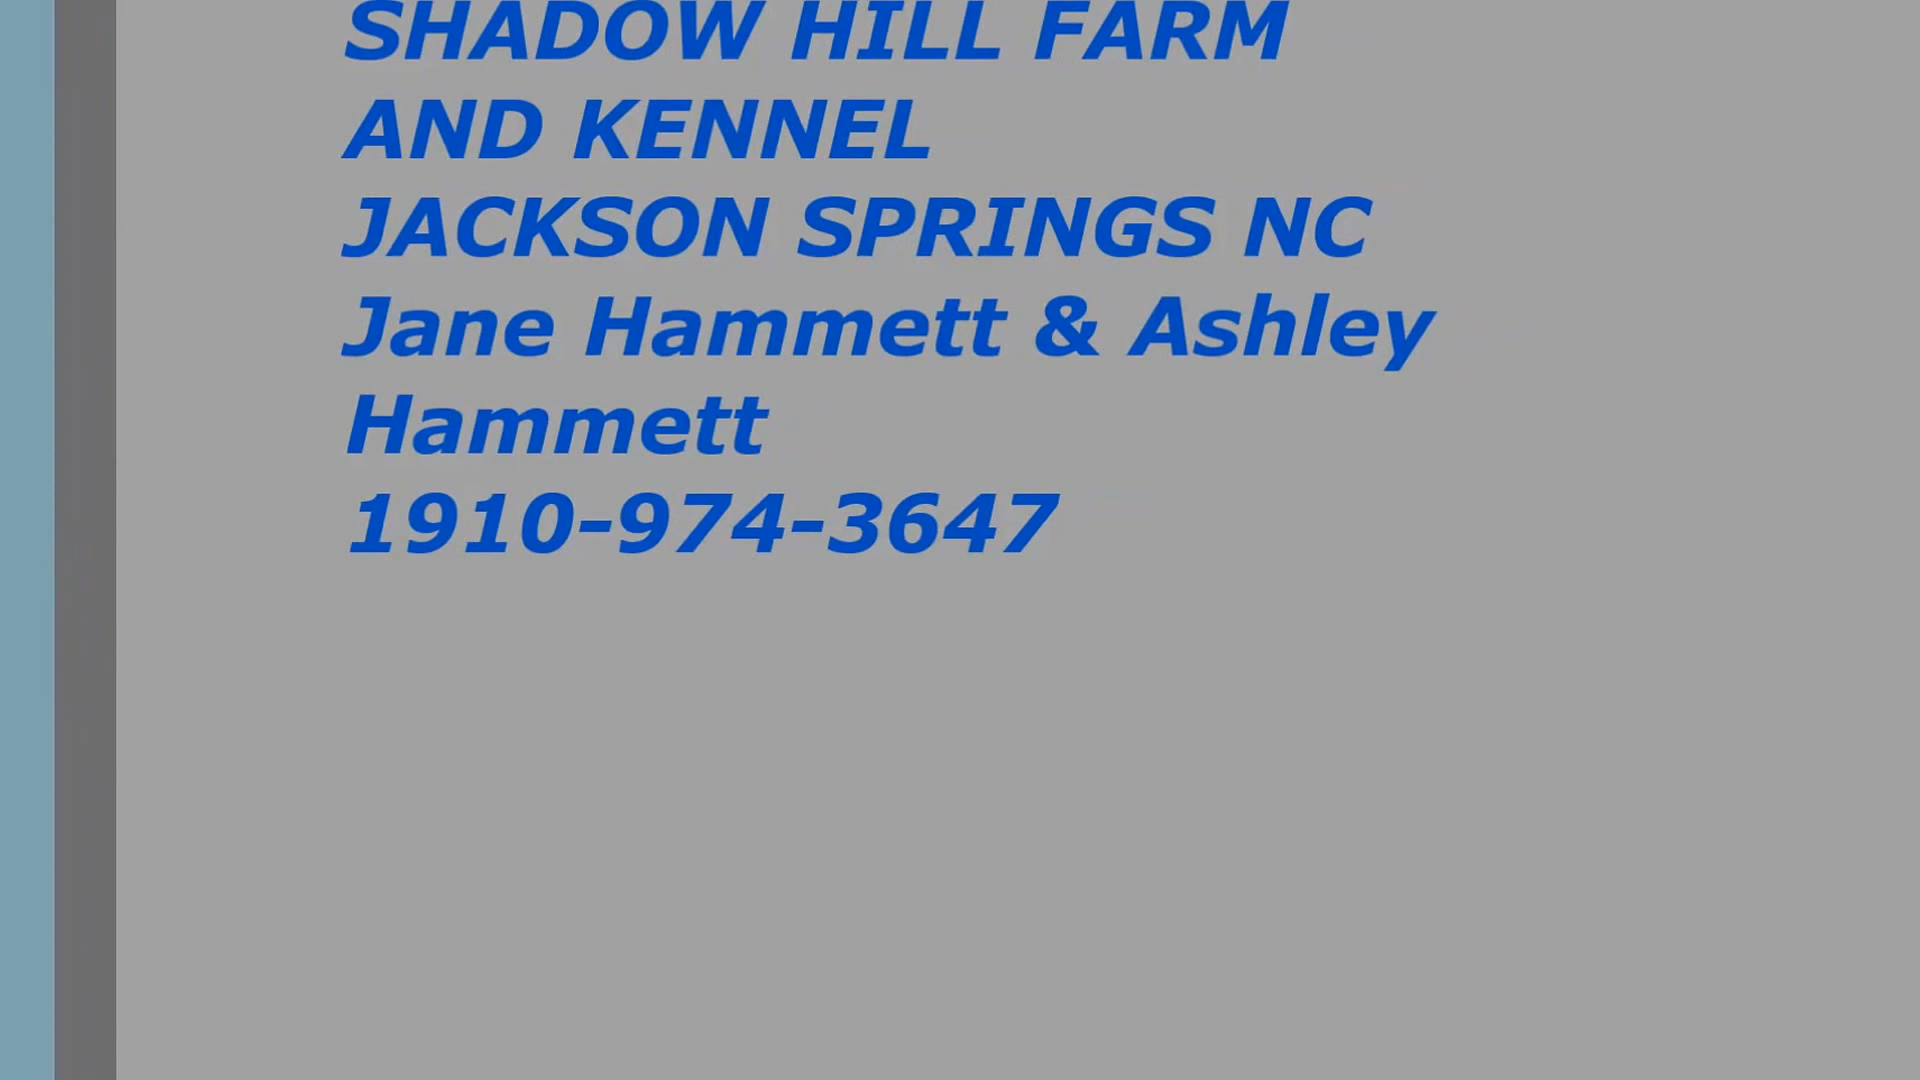 SHADOW HILL FARM
AND KENNEL
JACKSON SPRINGS NC
Jane Hammett & Ashley
Hammett
1910-974-3647